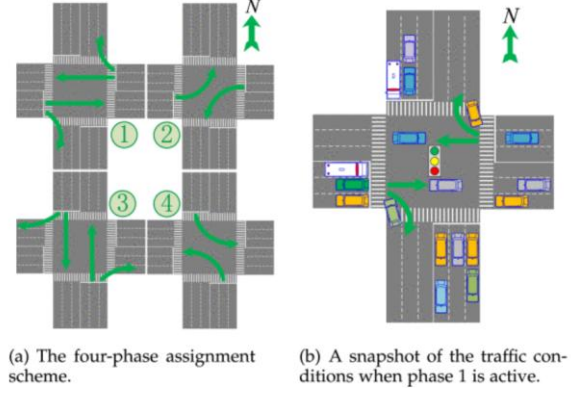 N
N
① ②
③ ④
(a) The four-phase assignment
scheme.
(b) A snapshot of the traffic con-
ditions when phase 1 is active.